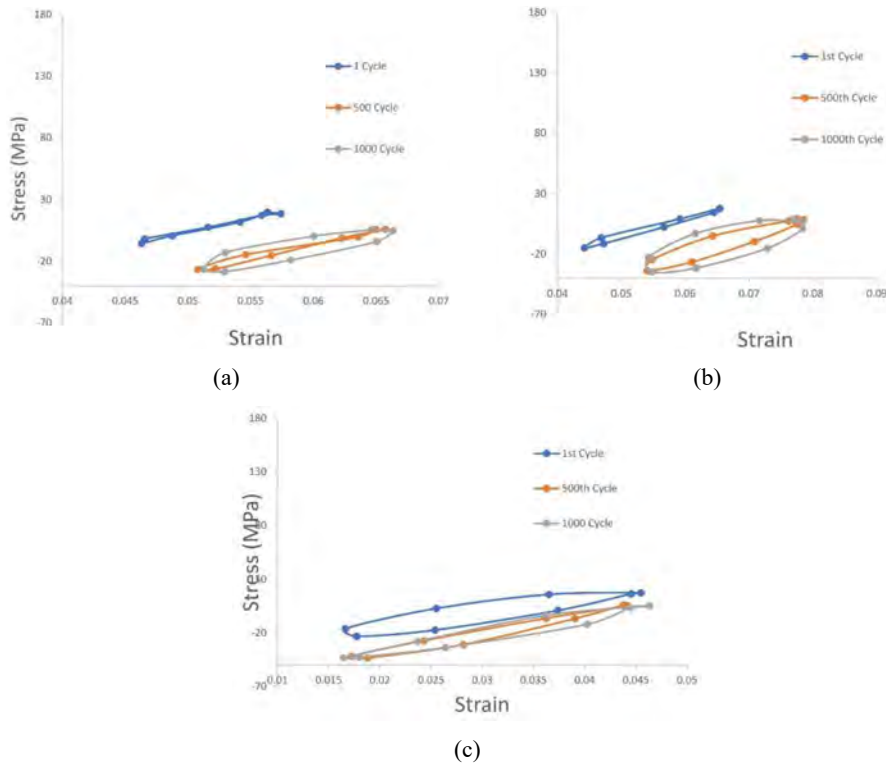 180
130
80
30
-20
-70
Stress (MPa)
1 Cycle
500 Cycle
1000 Cycle
0.04 0.045 0.05 0.055 0.06 0.065 0.07
Strain
(a)
180
130
80
30
-20
-70
1st Cycle
500th Cycle
1000th Cycle
0.04 0.05 0.06 0.07 0.08 0.09
Strain
(b)
180
130
80
30
-20
-70
Stress (MPa)
1st Cycle
500th Cycle
1000 Cycle
0.01 0.015 0.02 0.025 0.03 0.035 0.04 0.045 0.05
Strain
(c)